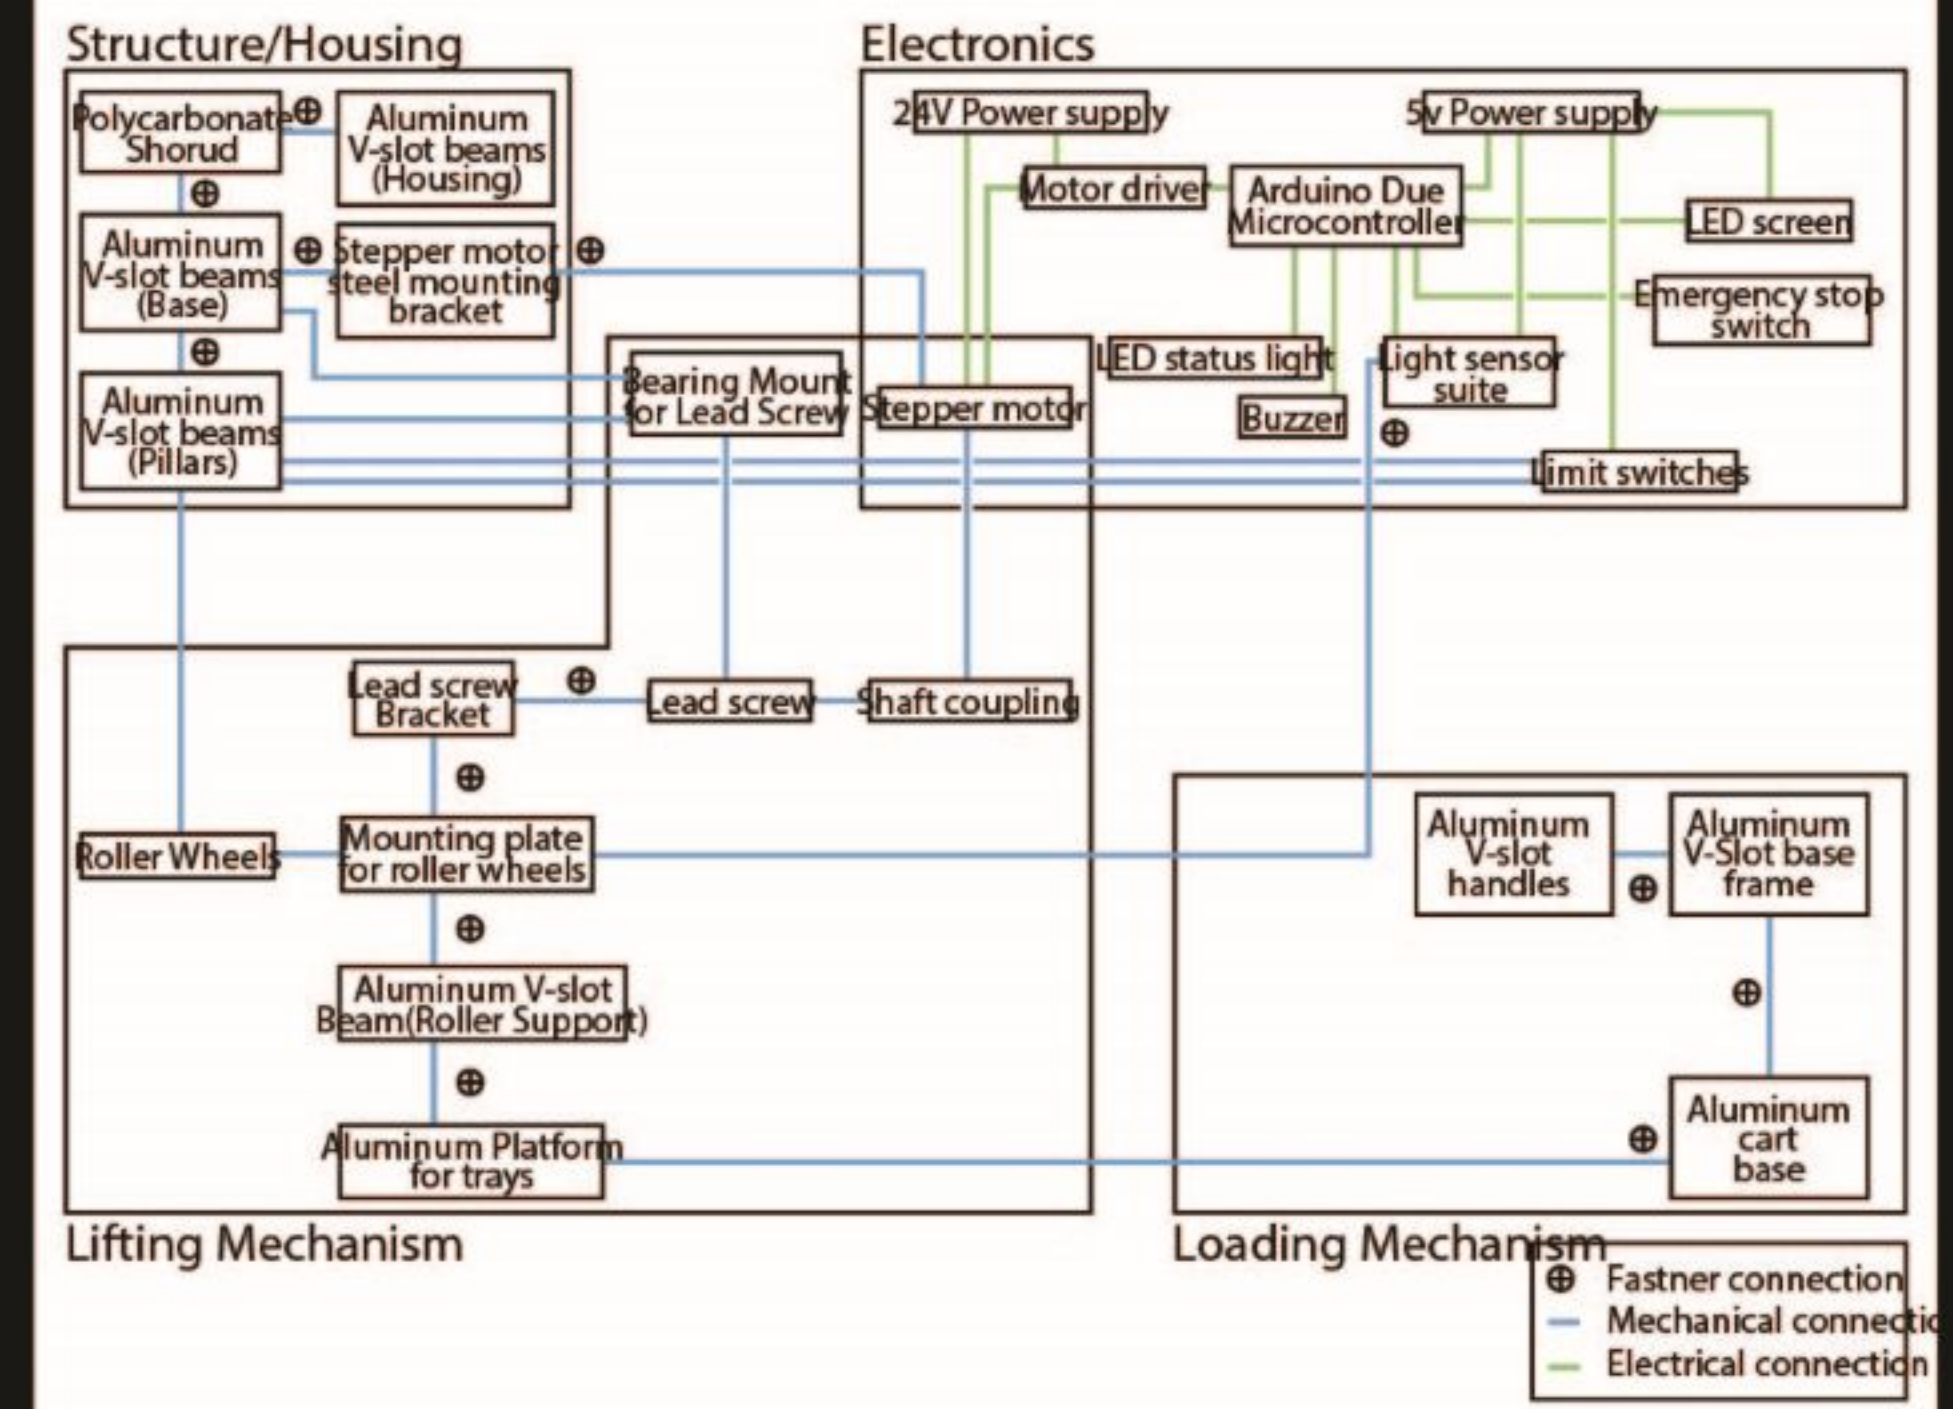 Structure/Housing
Polycarbonate
Shorud
Aluminum
V-slot beams
(Housing)
Aluminum
V-slot beams
(Base)
Stepper motor
steel mounting
bracket
Aluminum
V-slot beams
(Pillars)
Electronics
24V Power supply
5v Power supply
Motor driver
Arduino Due
Microcontroller
LED screen
Emergency stop
switch
LED status light
Light sensor
suite
Buzzer
Limit switches
Bearing Mount
for Lead Screw
Stepper motor
Lead screw
Bracket
Lead screw
Shaft coupling
Roller Wheels
Mounting plate
for roller wheels
Aluminum V-slot
Beam(Roller Support)
Aluminum Platform
for trays
Lifting Mechanism
Aluminum
V-slot
handles
Aluminum
V-Slot base
frame
Aluminum
cart
base
Loading Mechanism
Fastner connection
Mechanical connectio
Electrical connection